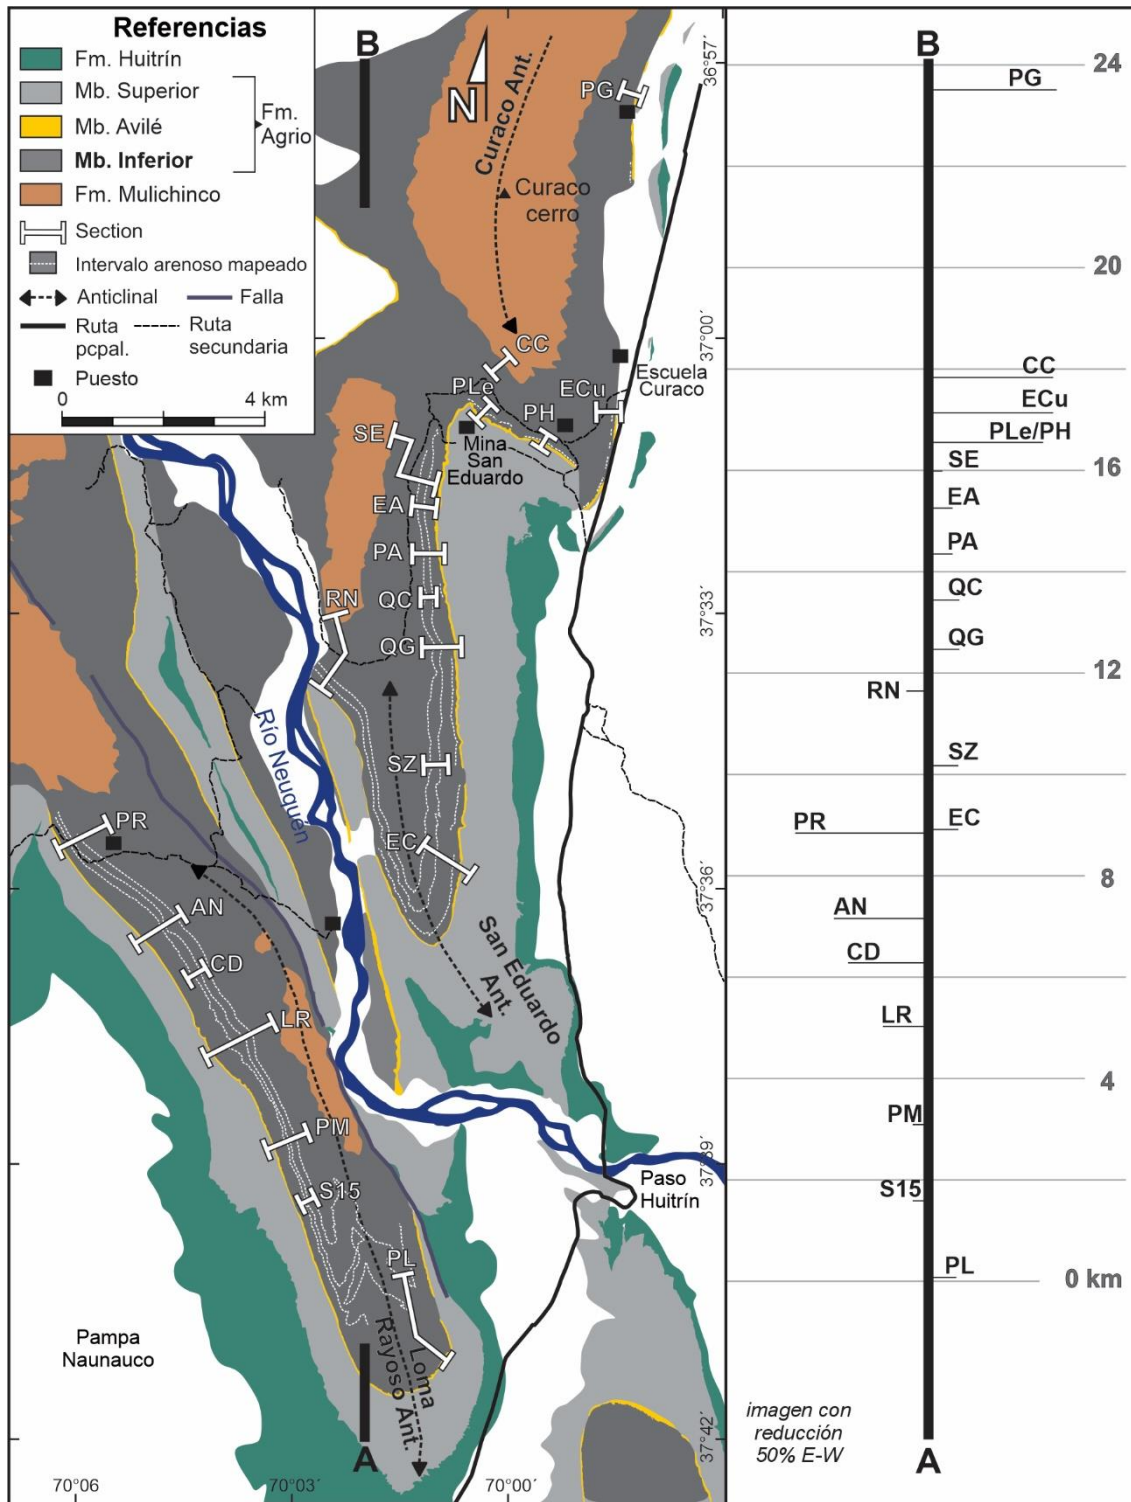 Referencias
Fm. Huitrín
Mb. Superior
Mb. Avilé
Mb. Inferior
Fm.
Agrio
Fm. Mulichinco
Section
Intervalo arenoso mapeado
Anticlinal
Falla
Ruta
pcpal.
Ruta
secundaria
Puesto
0
4 km
B
N
Curaco Ant.
Curaco
cerro
PG
CC
PLe
ECu
Escuela
Curaco
PH
SE
Mina
San
Eduardo
EA
PA
QC
RN
QG
Río Neuquén
SZ
PR
EC
AN
San Eduardo
Ant.
CD
LR
PM
S15
Paso
Huitrín
PL
Pampa
Naunauco
Loma
Rayoso Ant.
A
36°57´
37°00´
37°33´
37°36´
37°39´
37°42´
70°06´
70°03´
70°00´
B
24
PG
20
CC
ECu
PLe/PH
SE
16
EA
PA
QC
QG
12
RN
SZ
PR
EC
8
AN
CD
LR
4
PM
S15
PL
0 km
imagen con
reducción
50% E-W
A